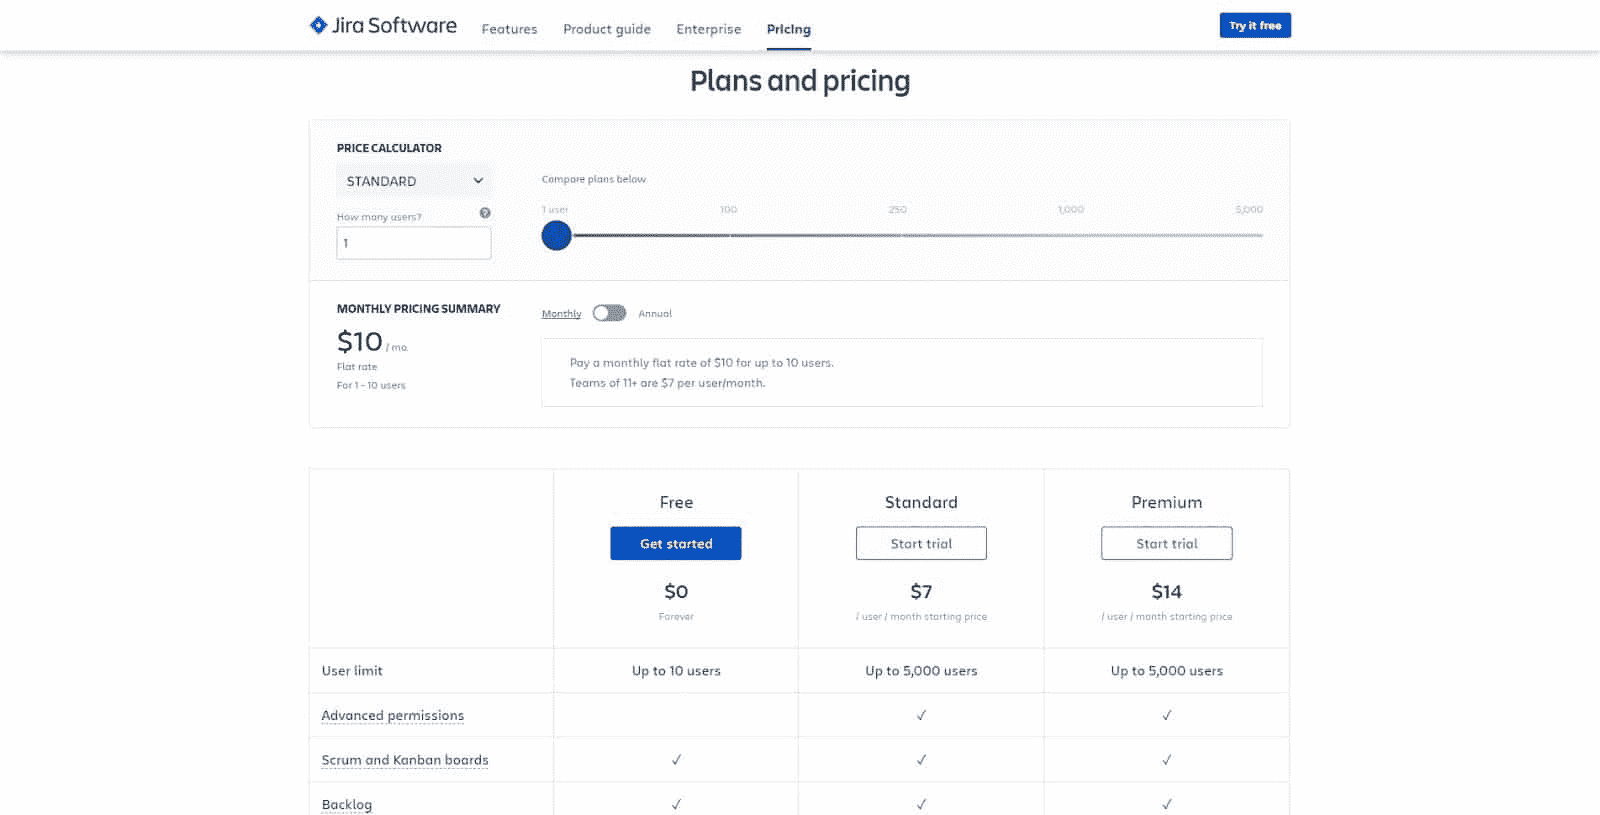 Jira Software Features Product guide Enterprise Pricing Try it free
Plans and pricing
PRICE CALCULATOR
STANDARD
How many users? ?
1
Compare plans below
1 user 100 250 1,000 5,000
MONTHLY PRICING SUMMARY
$10 / mo.
Flat rate
For 1 – 10 users
Monthly Annual
Pay a monthly flat rate of $10 for up to 10 users.
Teams of 11+ are $7 per user/month.
Free Standard Premium
Get started Start trial Start trial
$0 $7 $14
Forever / user / month starting price / user / month starting price
User limit Up to 10 users Up to 5,000 users Up to 5,000 users
Advanced permissions ✓ ✓
Scrum and Kanban boards ✓ ✓ ✓
Backlog ✓ ✓ ✓